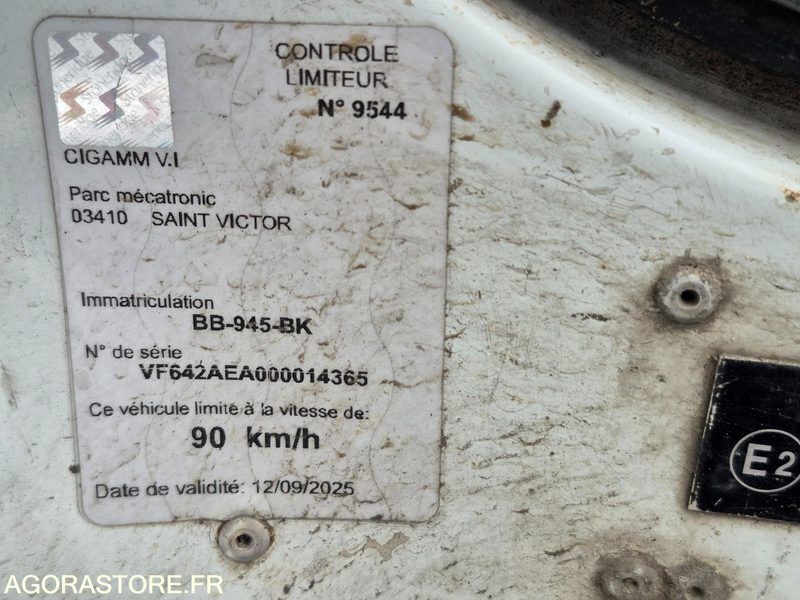 CONTROLE
LIMITEUR
N° 9544
CIGAMM V.I
Parc mécatronic
03410 SAINT VICTOR
Immatriculation
BB-945-BK
N° de série
VF642AEA000014365
Ce véhicule limité à la vitesse de:
90 km/h
Date de validité: 12/09/2025
E2
AGORASTORE.FR